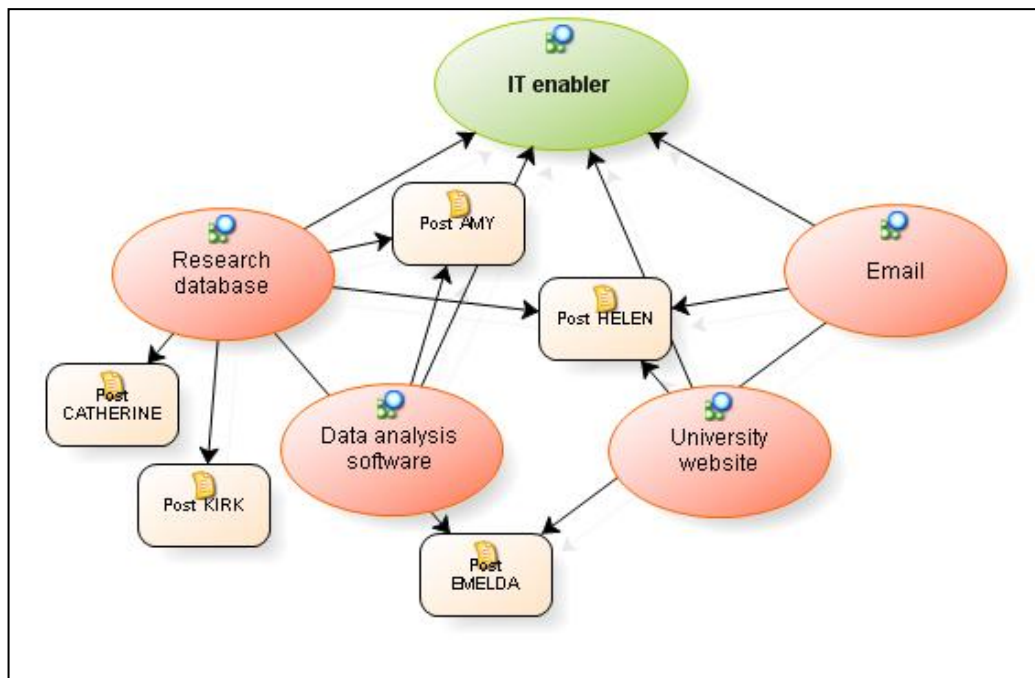 IT enabler
Post AMY
Research
database
Email
Post HELEN
Post
CATHERINE
Data analysis
software
University
website
Post KIRK
Post
EMELDA